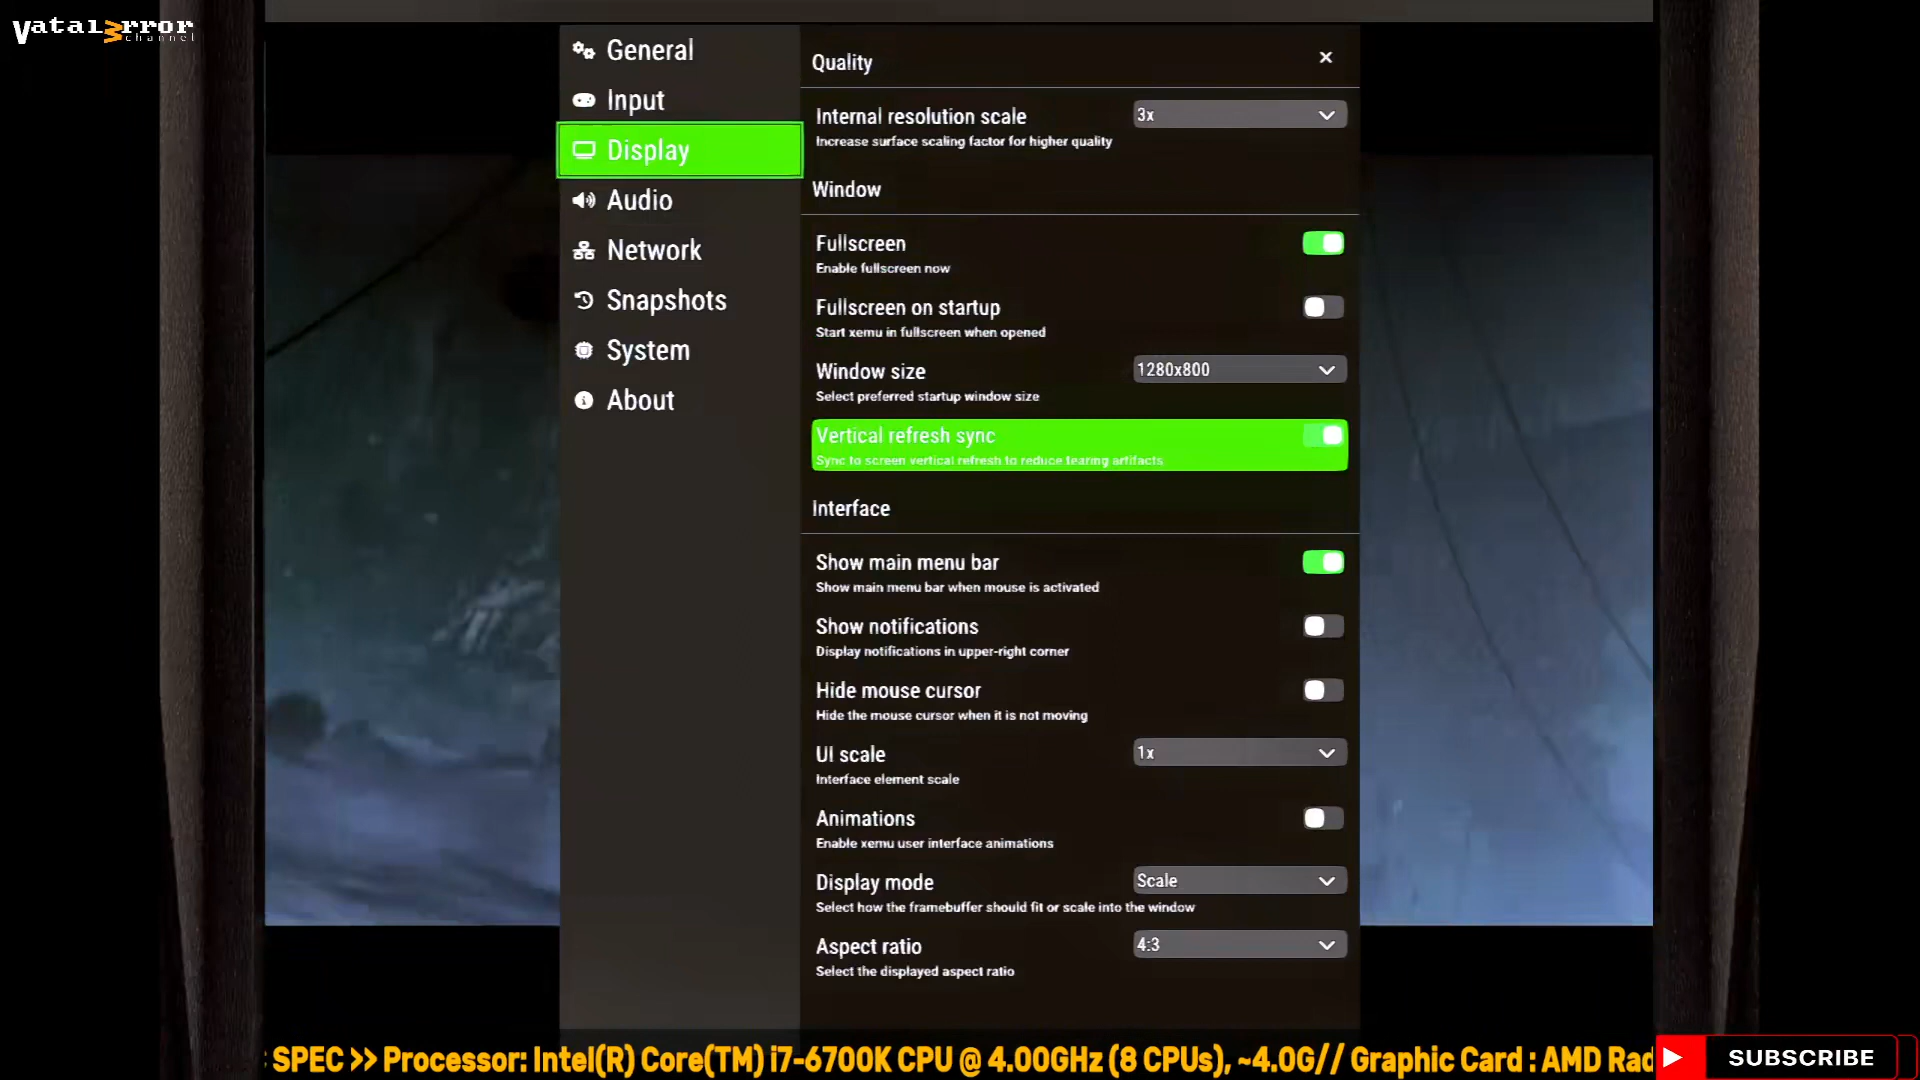 Vatal3rror
channel
General
Input
Display
Audio
Network
Snapshots
System
About
Quality
Internal resolution scale
3x
Increase surface scaling factor for higher quality
Window
Fullscreen
Enable fullscreen now
Fullscreen on startup
Start xemu in fullscreen when opened
Window size
1280x800
Select preferred startup window size
Vertical refresh sync
Sync to screen vertical refresh to reduce tearing artifacts
Interface
Show main menu bar
Show main menu bar when mouse is activated
Show notifications
Display notifications in upper-right corner
Hide mouse cursor
Hide the mouse cursor when it is not moving
UI scale
1x
Interface element scale
Animations
Enable xemu user interface animations
Display mode
Scale
Select how the framebuffer should fit or scale into the window
Aspect ratio
4:3
Select the displayed aspect ratio
SPEC >> Processor: Intel(R) Core(TM) i7-6700K CPU @ 4.00GHz (8 CPUs), ~4.0G// Graphic Card : AMD Rad
SUBSCRIBE